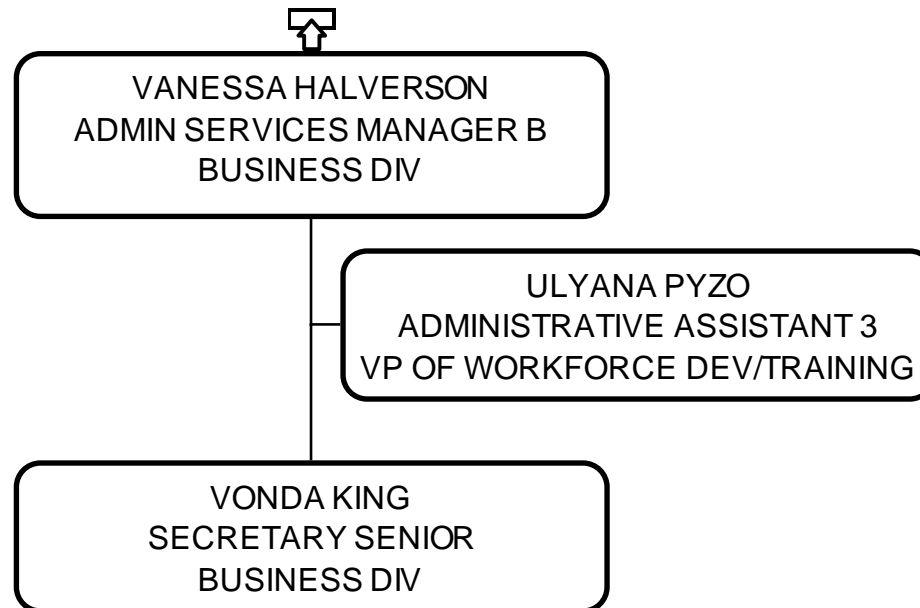 VANESSA HALVERSON
ADMIN SERVICES MANAGER B
BUSINESS DIV
ULYANA PYZO
ADMINISTRATIVE ASSISTANT 3
VP OF WORKFORCE DEV/TRAINING
VONDA KING
SECRETARY SENIOR
BUSINESS DIV